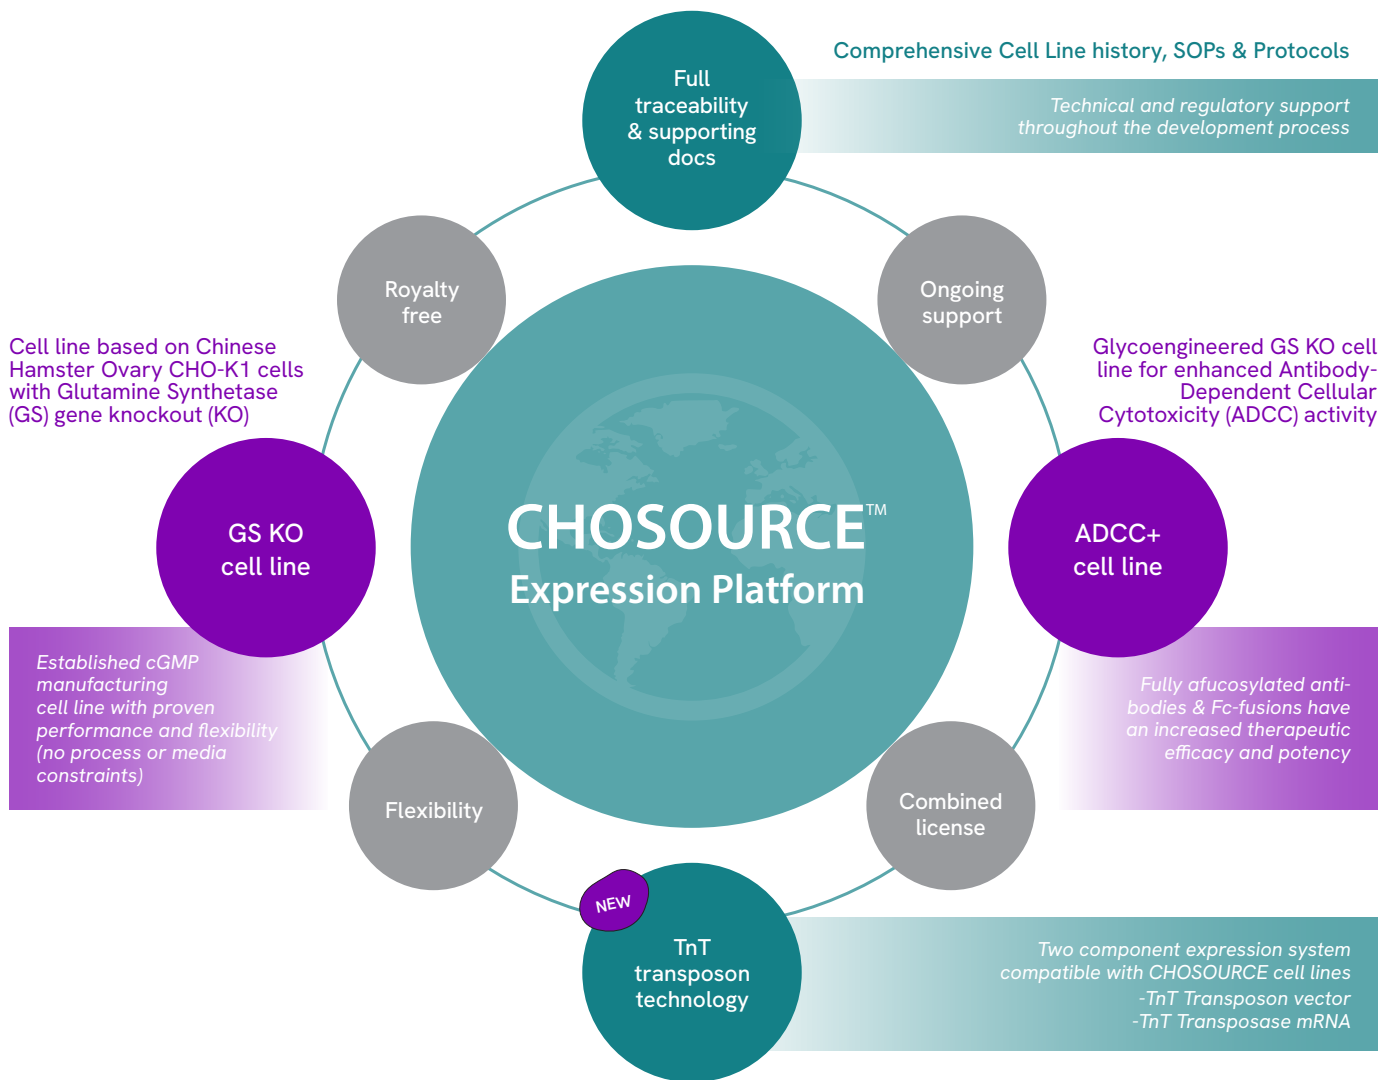 Full
traceability
& supporting
docs
Comprehensive Cell Line history, SOPs & Protocols
Technical and regulatory support
throughout the development process
Royalty
free
Ongoing
support
Cell line based on Chinese
Hamster Ovary CHO-K1 cells
with Glutamine Synthetase
(GS) gene knockout (KO)
Glycoengineered GS KO cell
line for enhanced Antibody-
Dependent Cellular
Cytotoxicity (ADCC) activity
GS KO
cell line
CHOSOURCE™
Expression Platform
ADCC+
cell line
Established cGMP
manufacturing
cell line with proven
performance and flexibility
(no process or media
constraints)
Fully afucosylated anti-
bodies & Fc-fusions have
an increased therapeutic
efficacy and potency
Flexibility
Combined
license
NEW
TnT
transposon
technology
Two component expression system
compatible with CHOSOURCE cell lines
-TnT Transposon vector
-TnT Transposase mRNA